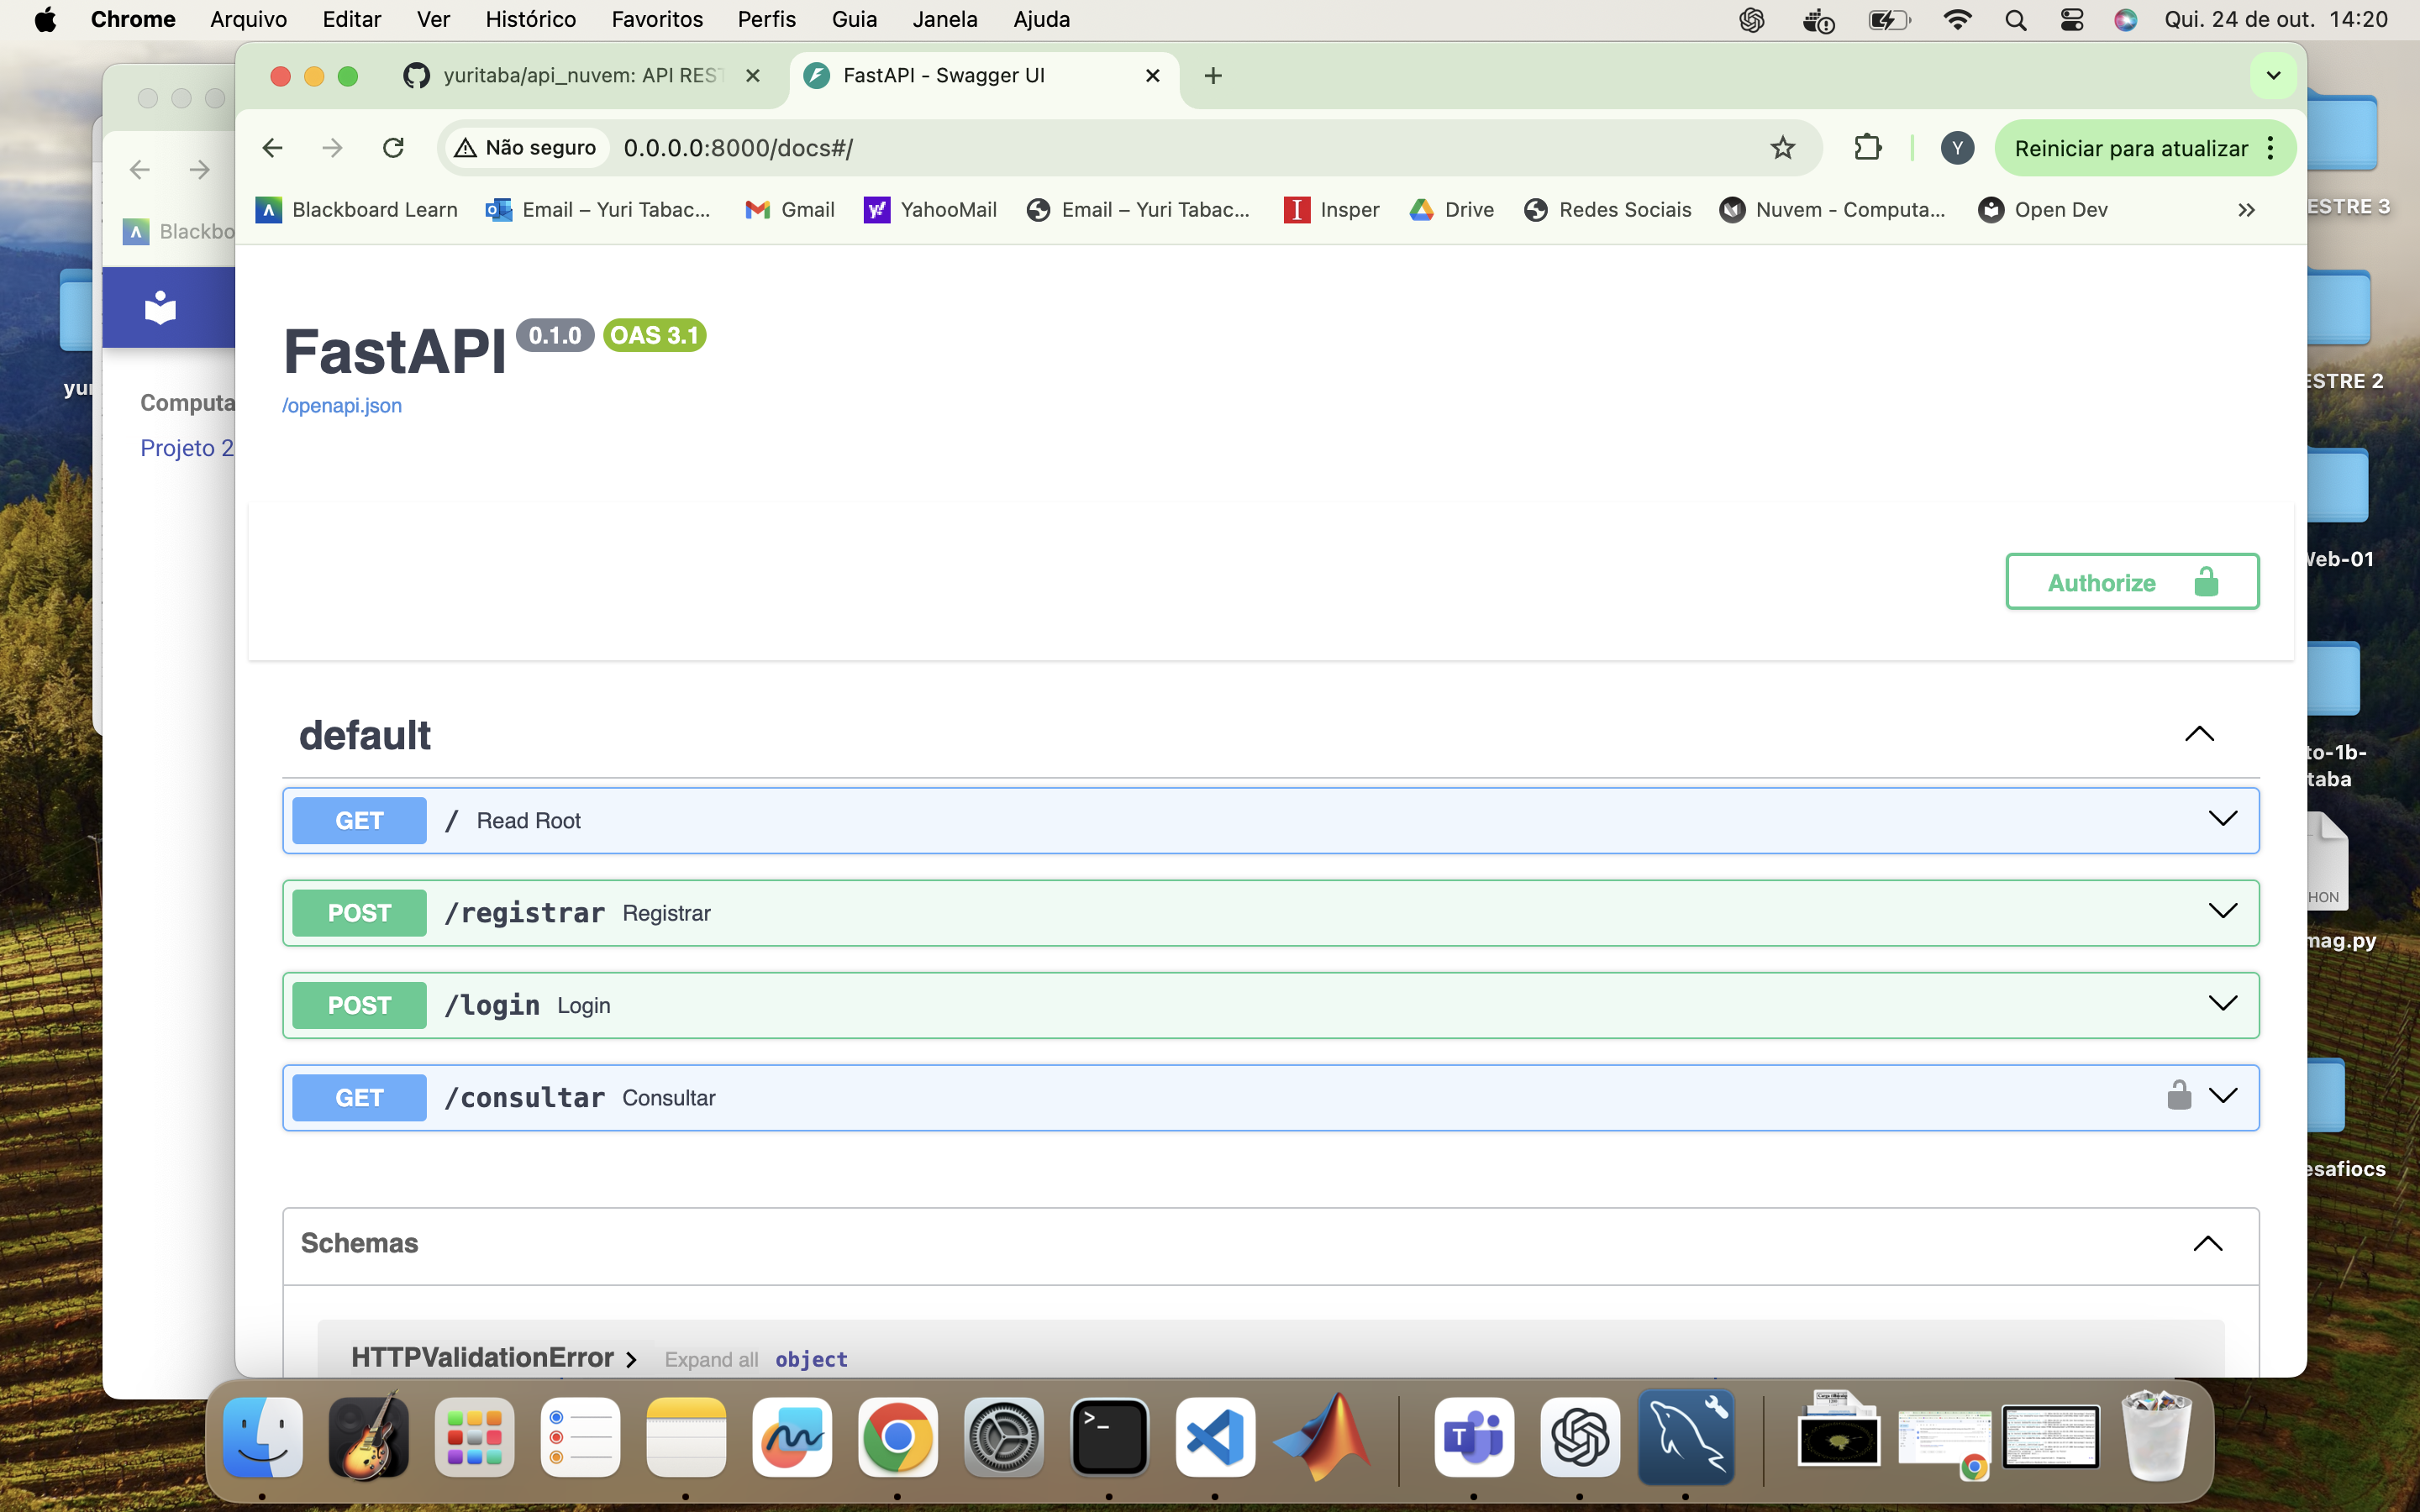 Chrome Arquivo Editar Ver Histórico Favoritos Perfis Guia Janela Ajuda Qui. 24 de out. 14:20
yuritaba/api_nuvem: API REST FastAPI - Swagger UI
Não seguro 0.0.0.0:8000/docs#/ Y Reiniciar para atualizar
Blackboard Learn Email – Yuri Tabac... Gmail YahooMail Email – Yuri Tabac... Insper Drive Redes Sociais Nuvem - Computa... Open Dev
Blackbo
ESTRE 3
FastAPI 0.1.0 OAS 3.1
/openapi.json
yur
ESTRE 2
Computa
Projeto 2
Authorize
Web-01
default
to-1b-
taba
GET / Read Root
POST /registrar Registrar
HON
mag.py
POST /login Login
GET /consultar Consultar
esafiocs
Schemas
HTTPValidationError Expand all object